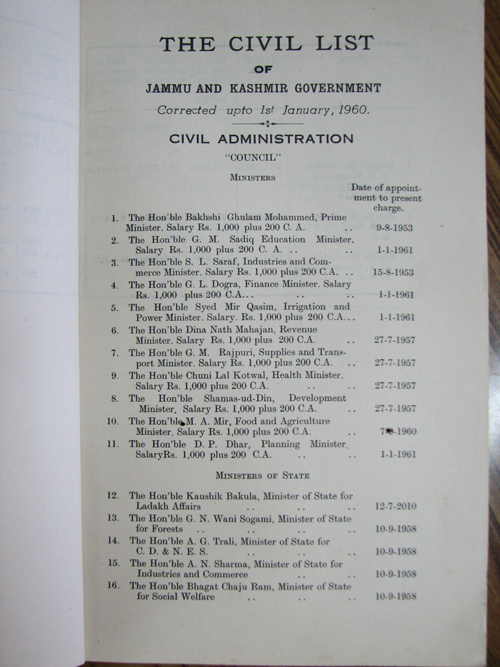 THE CIVIL LIST
OF
JAMMU AND KASHMIR GOVERNMENT
Corrected upto 1st January, 1960.
CIVIL ADMINISTRATION
"COUNCIL"
MINISTERS
Date of appoint-
ment to present
charge.
1. The Hon'ble Bakhshi Ghulam Mohammed, Prime
Minister. Salary Rs. 1,000 plus 200 C. A. .. 9-8-1953
2. The Hon'ble G. M. Sadiq Education Minister.
Salary Rs. 1,000 plus 200 C. A. .. .. 1-1-1961
3. The Hon'ble S. L. Saraf, Industries and Com-
merce Minister. Salary Rs. 1,000 plus 200 C.A. .. 15-8-1953
4. The Hon'ble G. L. Dogra, Finance Minister. Salary
Rs. 1,000 plus 200 C.A... .. .. 1-1-1961
5. The Hon'ble Syed Mir Qasim, Irrigation and
Power Minister. Salary. Rs. 1,000 plus 200 C.A... 1-1-1961
6. The Hon'ble Dina Nath Mahajan, Revenue
Minister. Salary Rs. 1,000 plus 200 C.A. .. 27-7-1957
7. The Hon'ble G. M. Rajpuri, Supplies and Trans-
port Minister. Salary Rs. 1,000 plus 200 C.A. .. 27-7-1957
9. The Hon'ble Chuni Lal Kotwal, Health Minister.
Salary Rs. 1,000 plus 200 C.A. .. .. 27-7-1957
8. The Hon'ble Shamas-ud-Din, Development
Minister, Salary Rs. 1,000 plus 200 C.A. .. 27-7-1957
10. The Hon'ble M. A. Mir, Food and Agriculture
Minister. Salary Rs. 1,000 plus 200 C.A. ..
11. The Hon'ble D. P. Dhar, Planning Minister.
SalaryRs. 1,000 plus 200 C.A. .. .. 1-1-1961
MINISTERS OF STATE
12. The Hon'ble Kaushik Bakula, Minister of State for
Ladakh Affairs .. .. .. 12-7-2010
13. The Hon'ble G. N. Wani Sogami, Minister of State
for Forests .. .. .. .. 10-9-1958
14. The Hon'ble A. G. Trali, Minister of State for
C. D. & N. E. S. .. .. .. 10-9-1958
15. The Hon'ble A. N. Sharma, Minister of State for
Industries and Commerce .. .. 10-9-1958
16. The Hon'ble Bhagat Chaju Ram, Minister of State
for Social Welfare .. .. .. 10-9-1958